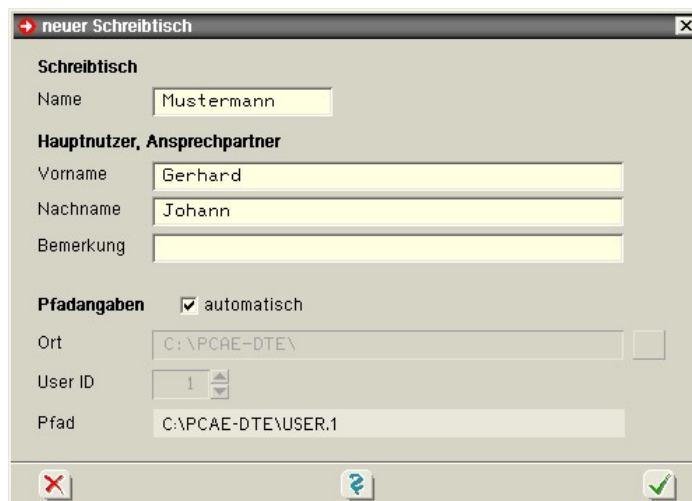 neuer Schreibtisch
Schreibtisch
Name Mustermann
Hauptnutzer, Ansprechpartner
Vorname Gerhard
Nachname Johann
Bemerkung
Pfadangaben automatisch
Ort C:\PCAE-DTE\
User ID 1
Pfad C:\PCAE-DTE\USER.1